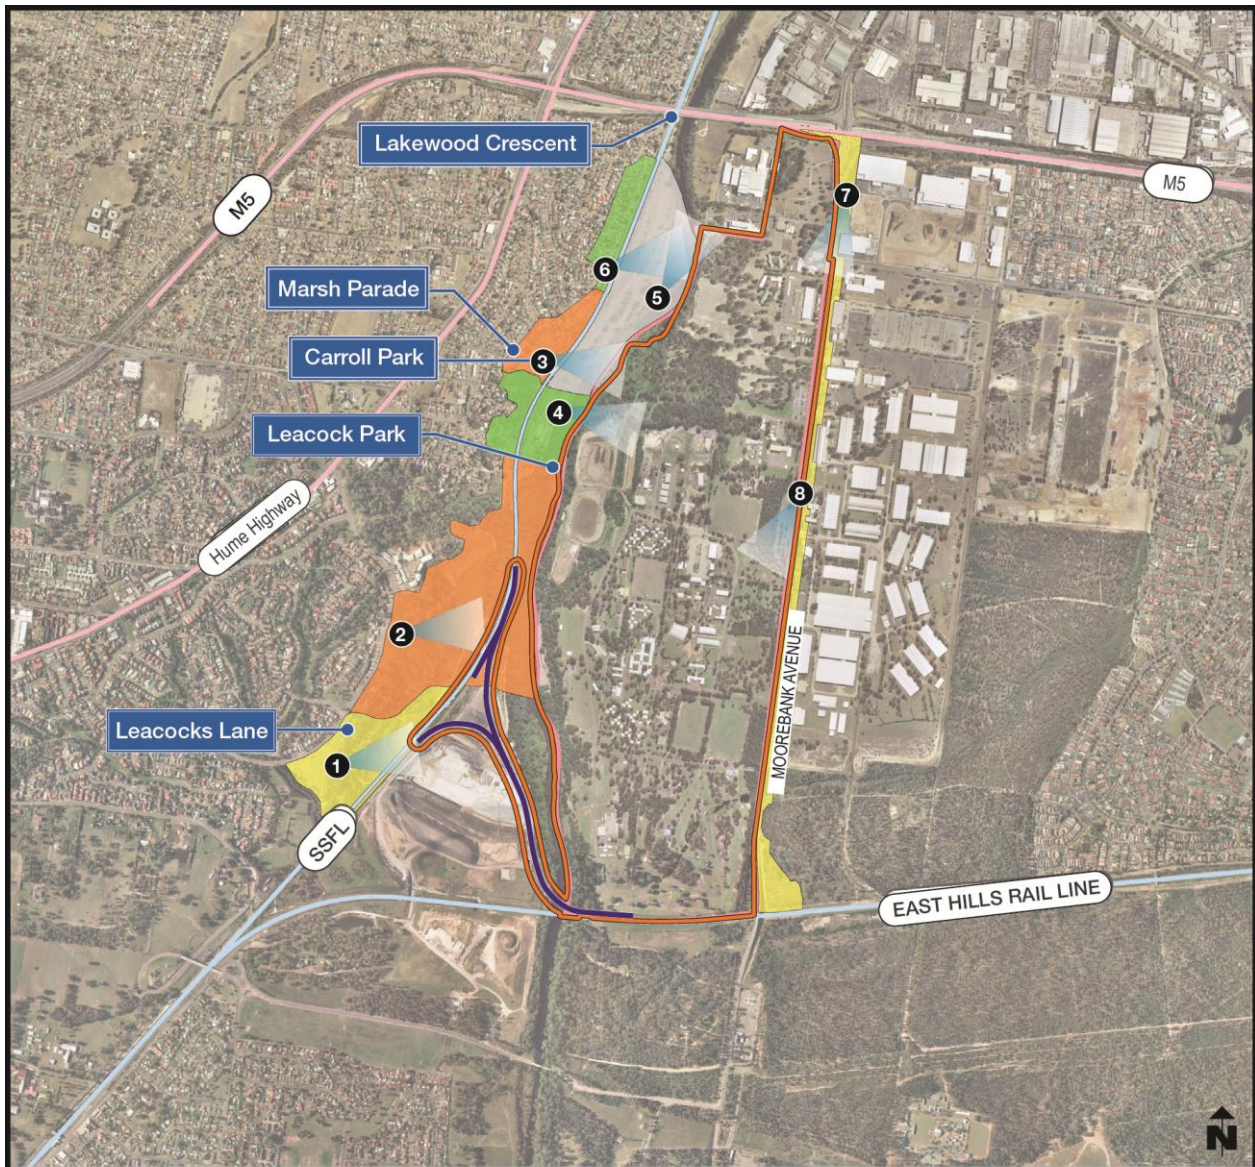 Lakewood Crescent
M5
M5
7
6
Marsh Parade
5
Carroll Park
3
4
Leacock Park
8
Hume Highway
2
MOOREBANK AVENUE
Leacocks Lane
1
SSFL
EAST HILLS RAIL LINE
N